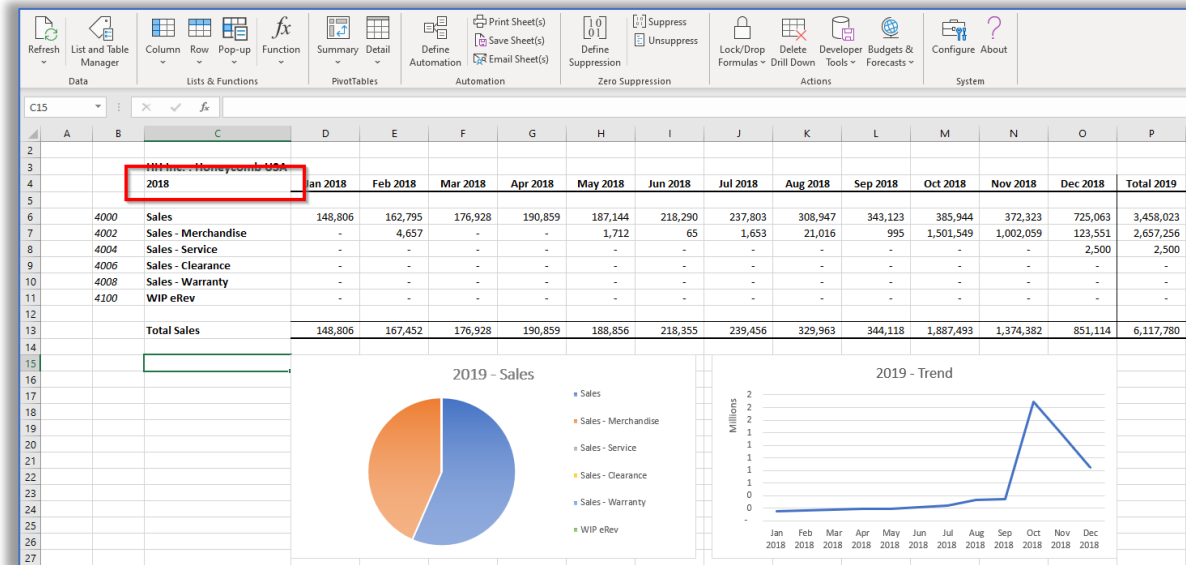 Refresh
List and Table Manager
Column Row Pop-up Function
fx
Summary Detail
Define Automation
Print Sheet(s)
Save Sheet(s)
Email Sheet(s)
Define Suppression
Suppress
Unsuppress
Lock/Drop Formulas
Delete Drill Down
Developer Tools
Budgets & Forecasts
Configure About
Data Lists & Functions PivotTables Automation Zero Suppression Actions System
C15 fx
A B C D E F G H I J K L M N O P
2
3 HH Inc. : Honeycomb USA
4 2018 Jan 2018 Feb 2018 Mar 2018 Apr 2018 May 2018 Jun 2018 Jul 2018 Aug 2018 Sep 2018 Oct 2018 Nov 2018 Dec 2018 Total 2019
5
6 4000 Sales 148,806 162,795 176,928 190,859 187,144 218,290 237,803 308,947 343,123 385,944 372,323 725,063 3,458,023
7 4002 Sales - Merchandise - 4,657 - - 1,712 65 1,653 21,016 995 1,501,549 1,002,059 123,551 2,657,256
8 4004 Sales - Service - - - - - - - - - - - 2,500 2,500
9 4006 Sales - Clearance - - - - - - - - - - - - -
10 4008 Sales - Warranty - - - - - - - - - - - - -
11 4100 WIP eRev - - - - - - - - - - - - -
12
13 Total Sales 148,806 167,452 176,928 190,859 188,856 218,355 239,456 329,963 344,118 1,887,493 1,374,382 851,114 6,117,780
14
15
16
17
18
19
20
21
22
23
24
25
26
27
2019 - Sales
Sales
Sales - Merchandise
Sales - Service
Sales - Clearance
Sales - Warranty
WIP eRev
2019 - Trend
Millions
2
2
2
1
1
1
1
1
0
0
-
Jan 2018 Feb 2018 Mar 2018 Apr 2018 May 2018 Jun 2018 Jul 2018 Aug 2018 Sep 2018 Oct 2018 Nov 2018 Dec 2018